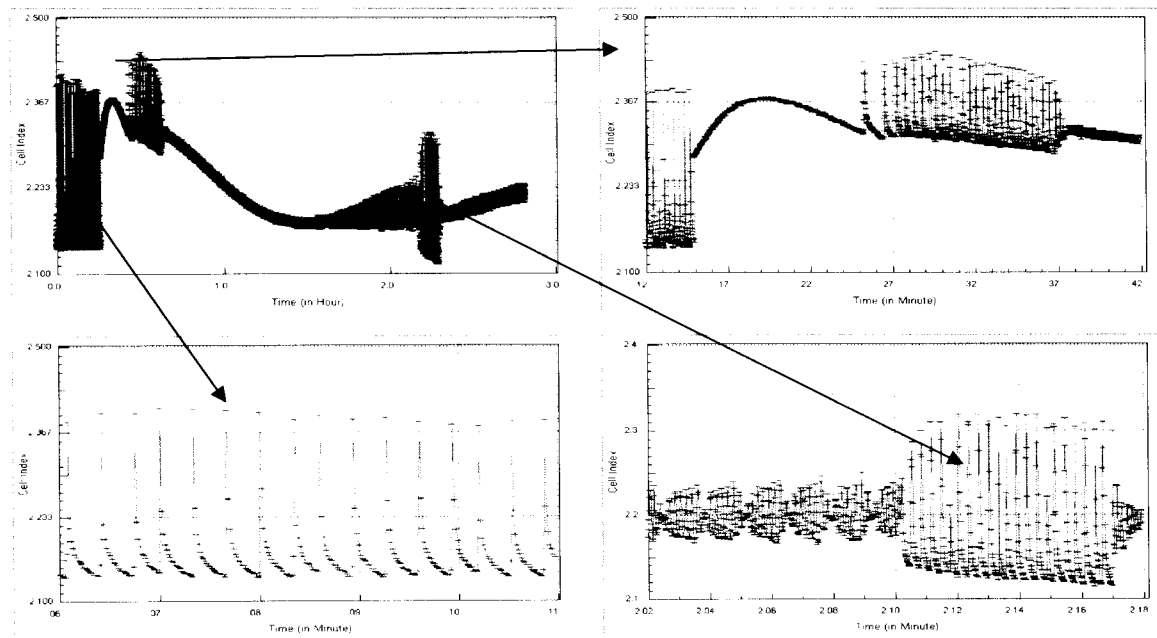 2.500
2.367
2.233
2.100
Cell Index
0.0 1.0 2.0 3.0
Time (in Hour)
2.500
2.367
2.233
2.100
Cell Index
12 17 22 27 32 37 42
Time (in Minute)
2.500
2.367
2.233
2.100
Cell Index
06 07 08 09 10 11
Time (in Minute)
2.4
2.3
2.2
2.1
Cell Index
2.02 2.04 2.06 2.08 2.10 2.12 2.14 2.16 2.18
Time (in Minute)